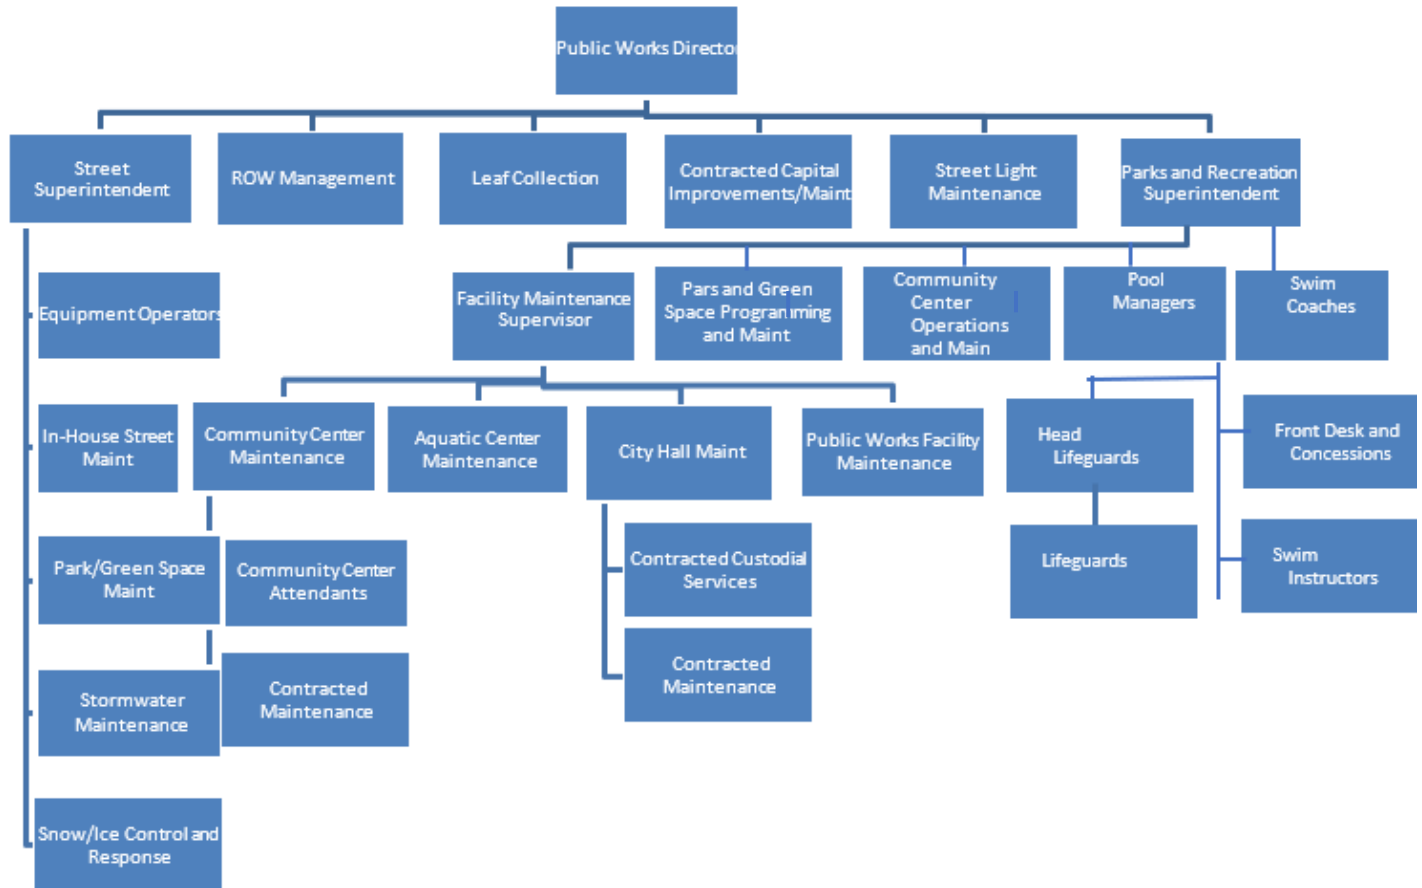 Public Works Director
Street
Superintendent
ROW Management
Leaf Collection
Contracted Capital
Improvements/Maint
Street Light
Maintenance
Parks and Recreation
Superintendent
Equipment Operators
Facility Maintenance
Supervisor
Pars and Green
Space Programming
and Maint
Community
Center
Operations
and Main
Pool
Managers
Swim
Coaches
In-House Street
Maint
Community Center
Maintenance
Aquatic Center
Maintenance
City Hall Maint
Public Works Facility
Maintenance
Head
Lifeguards
Front Desk and
Concessions
Park/Green Space
Maint
Community Center
Attendants
Contracted Custodial
Services
Lifeguards
Swim
Instructors
Stormwater
Maintenance
Contracted
Maintenance
Contracted
Maintenance
Snow/Ice Control and
Response